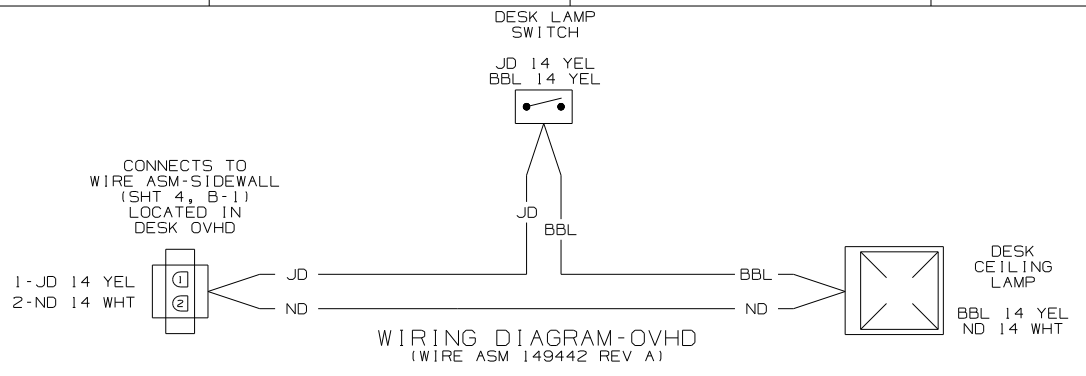 DESK LAMP
SWITCH
JD 14 YEL
BBL 14 YEL
CONNECTS TO
WIRE ASM-SIDEWALL
(SHT 4, B-1)
LOCATED IN
DESK OVHD
JD
BBL
1-JD 14 YEL
2-ND 14 WHT
1
2
JD
ND
BBL
ND
DESK
CEILING
LAMP
BBL 14 YEL
ND 14 WHT
WIRING DIAGRAM-OVHD
(WIRE ASM 149442 REV A)